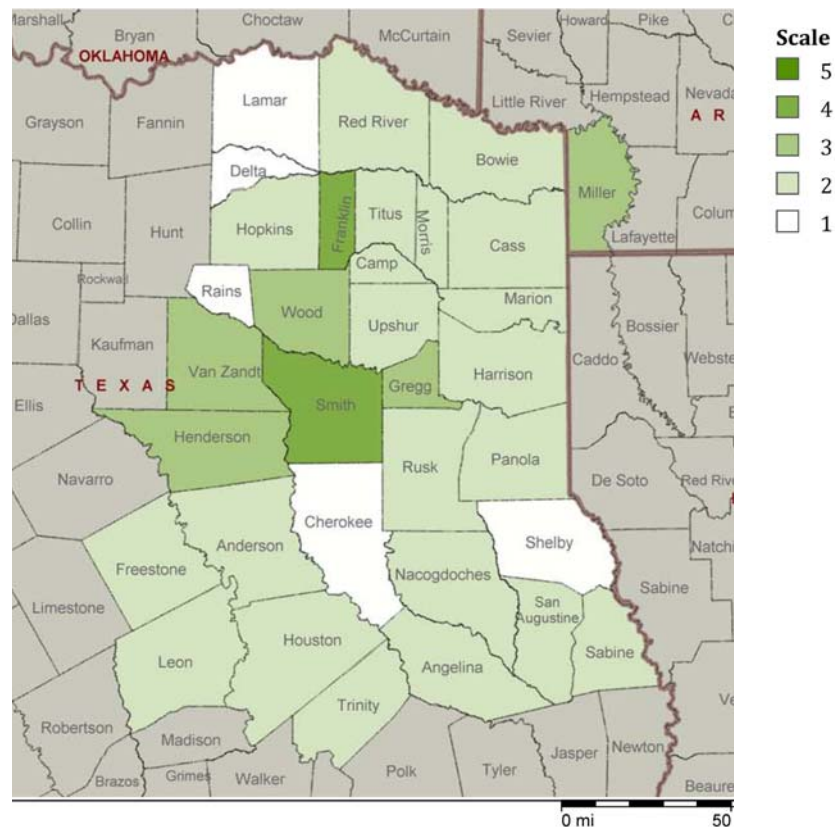 Marshall
Bryan
Choctaw
McCurtain
Sevier
Howard
Pike
C
OKLAHOMA
Little River
Hempstead
Nevada
A R
Grayson
Fannin
Lamar
Red River
Bowie
Miller
Lafayette
Colum
Delta
Collin
Hunt
Hopkins
Franklin
Titus
Morris
Cass
Camp
Rockwall
Rains
Wood
Marion
Dallas
Kaufman
Upshur
Caddo
Bossier
Webste
Van Zandt
Gregg
Harrison
T E X A S
Ellis
Smith
Henderson
Rusk
Panola
Navarro
De Soto
Red Rive
Cherokee
Shelby
Natchi
Anderson
Freestone
Nacogdoches
Limestone
San
Augustine
Sabine
Sabine
Houston
Leon
Angelina
Trinity
Robertson
Madison
Ve
Brazos
Grimes
Walker
Polk
Tyler
Jasper
Newton
Beaure
Scale
5
4
3
2
1
0 mi 50